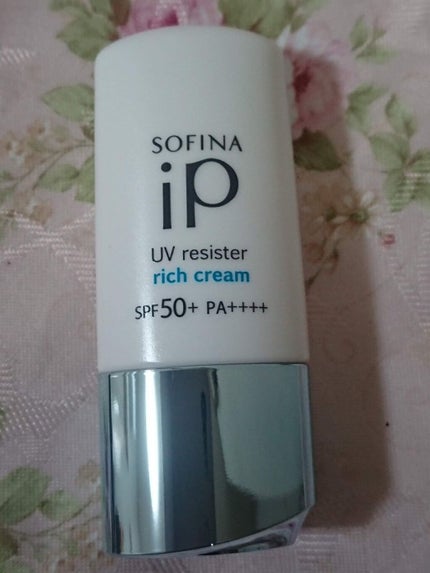 SOFINA
iP
UV resister
rich cream
SPF50+ PA++++